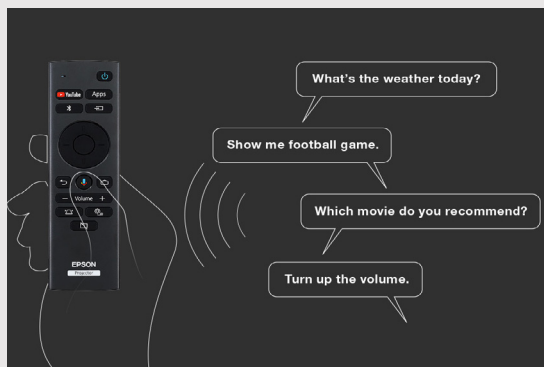 What's the weather today?
Show me football game.
Which movie do you recommend?
Turn up the volume.
YouTube Apps
− Volume +
EPSON
Projector